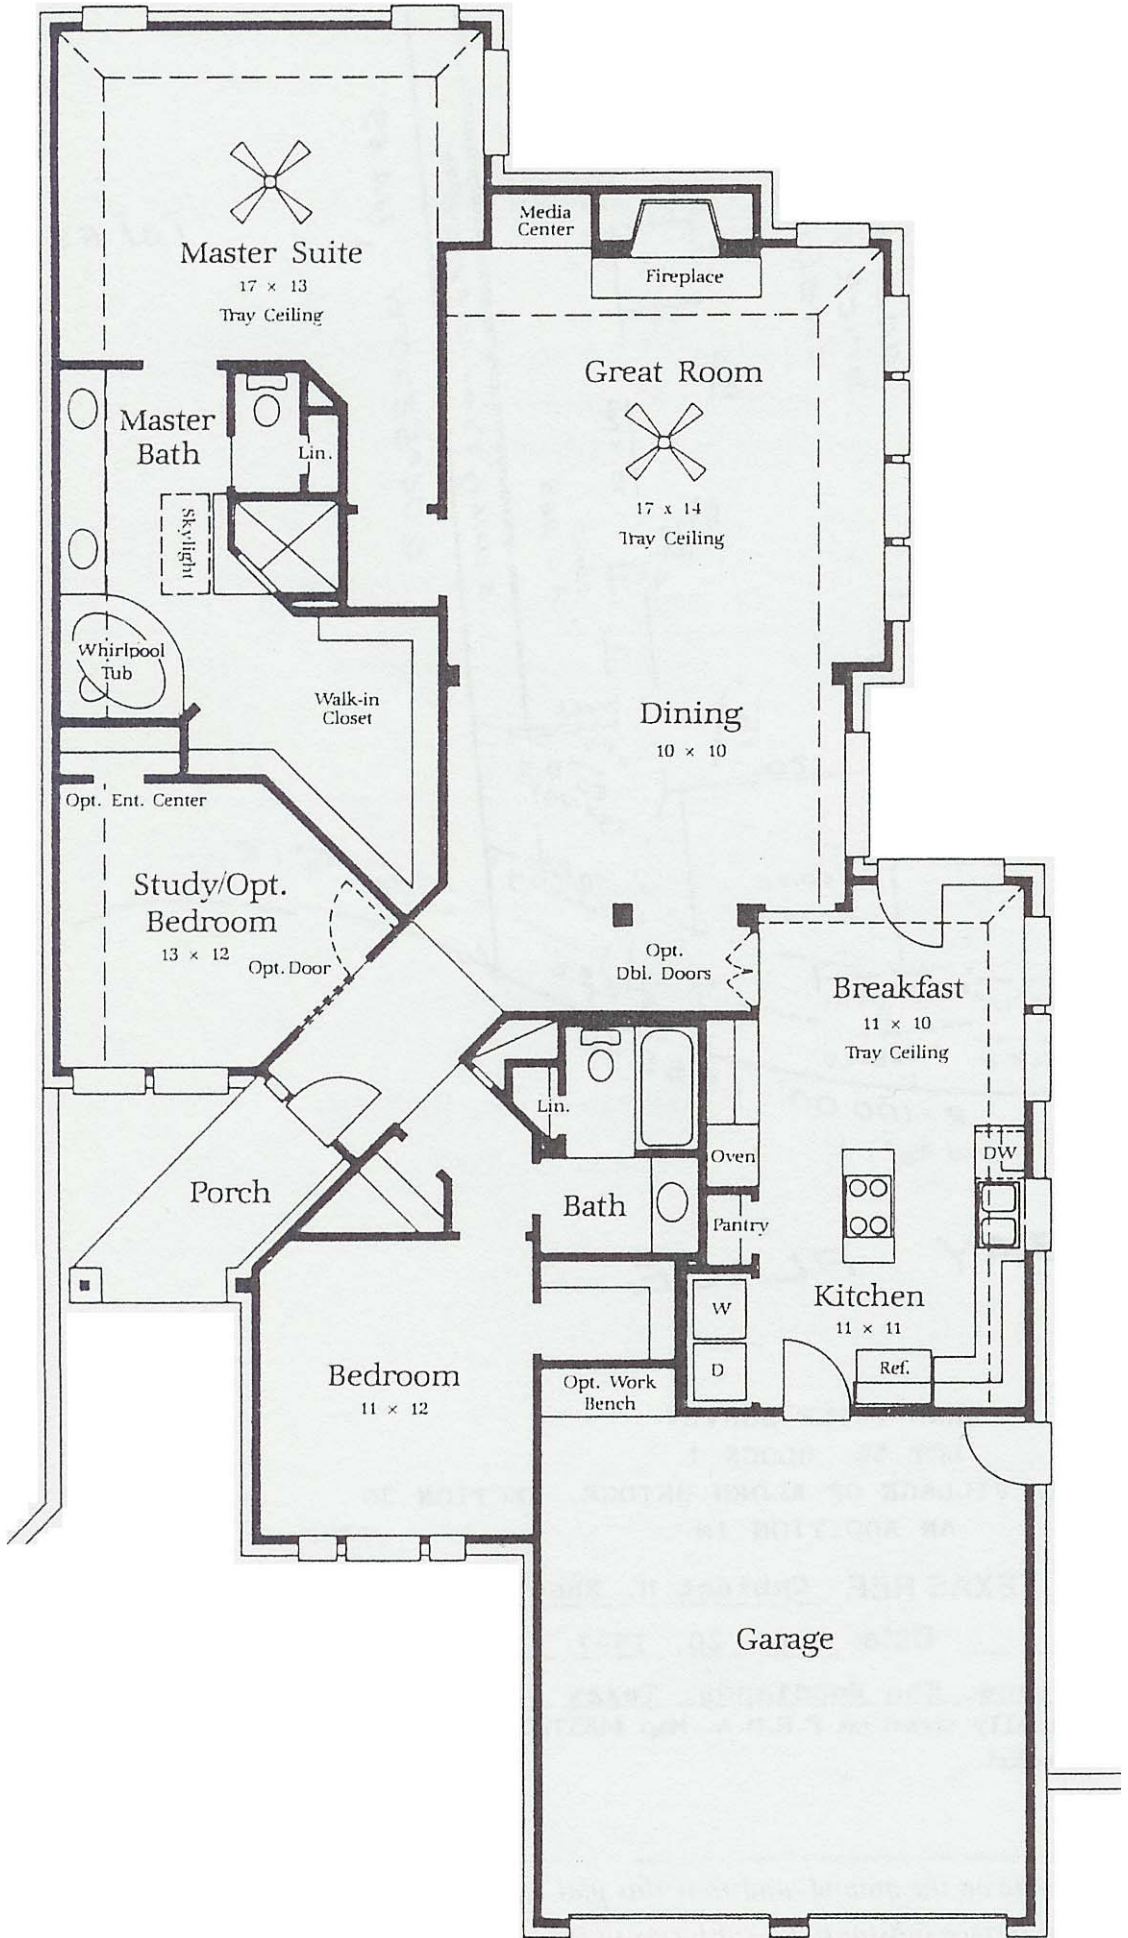 Master Suite
17 × 13
Tray Ceiling
Media
Center
Fireplace
Great Room
17 x 14
Tray Ceiling
Master
Bath
Lin.
Skylight
Whirlpool
Tub
Walk-in
Closet
Dining
10 × 10
Opt. Ent. Center
Study/Opt.
Bedroom
13 × 12
Opt. Door
Opt.
Dbl. Doors
Breakfast
11 × 10
Tray Ceiling
Lin.
Oven
DW
Porch
Bath
Pantry
Kitchen
11 × 11
W
D
Ref.
Bedroom
11 × 12
Opt. Work
Bench
Garage